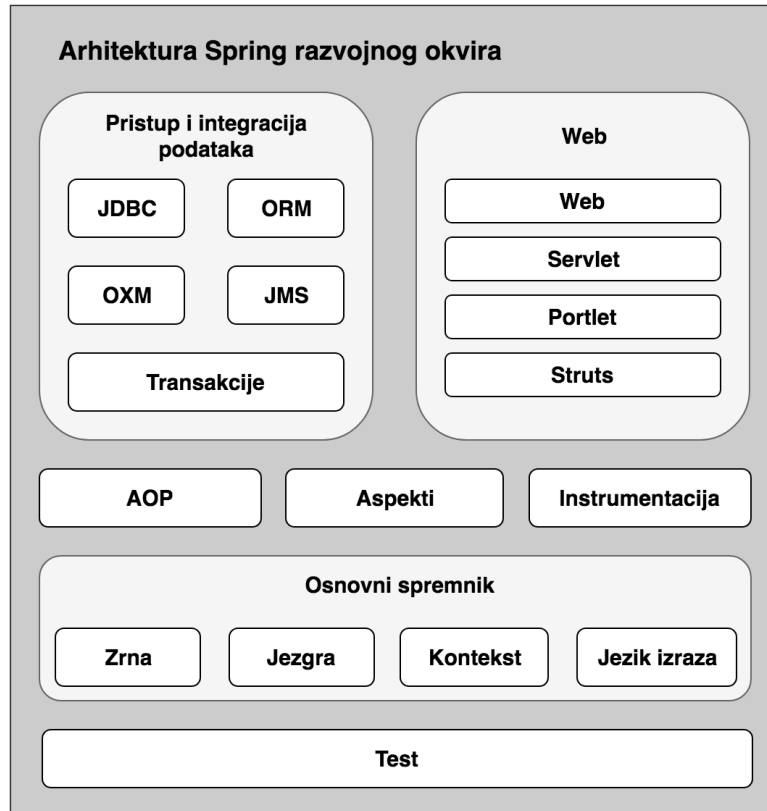 Arhitektura Spring razvojnog okvira
Pristup i integracija
podataka
JDBC
ORM
OXM
JMS
Transakcije
Web
Web
Servlet
Portlet
Struts
AOP
Aspekti
Instrumentacija
Osnovni spremnik
Zrna
Jezgra
Kontekst
Jezik izraza
Test